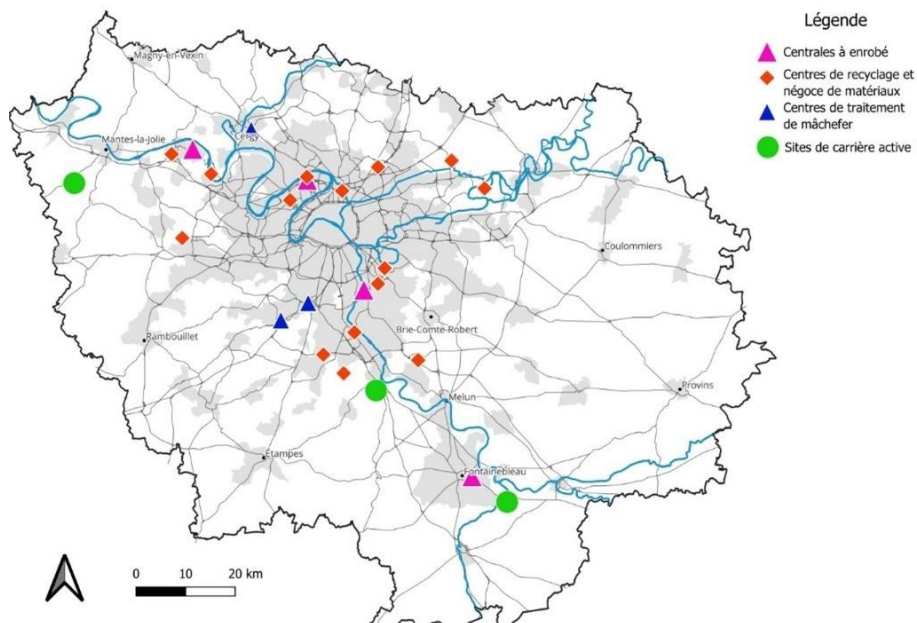 Légende
Centrales à enrobé
Centres de recyclage et
négoce de matériaux
Centres de traitement
de mâchefer
Sites de carrière active
Magny-en-Vexin
Mantes-la-Jolie
Cergy
Coulommiers
Rambouillet
Brie-Comte-Robert
Provins
Melun
Étampes
Fontainebleau
0 10 20 km